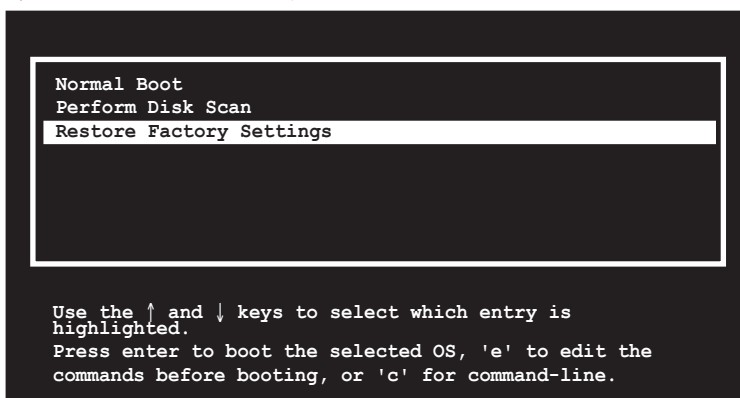 Normal Boot
Perform Disk Scan
Restore Factory Settings
Use the ↑ and ↓ keys to select which entry is
highlighted.
Press enter to boot the selected OS, 'e' to edit the
commands before booting, or 'c' for command-line.